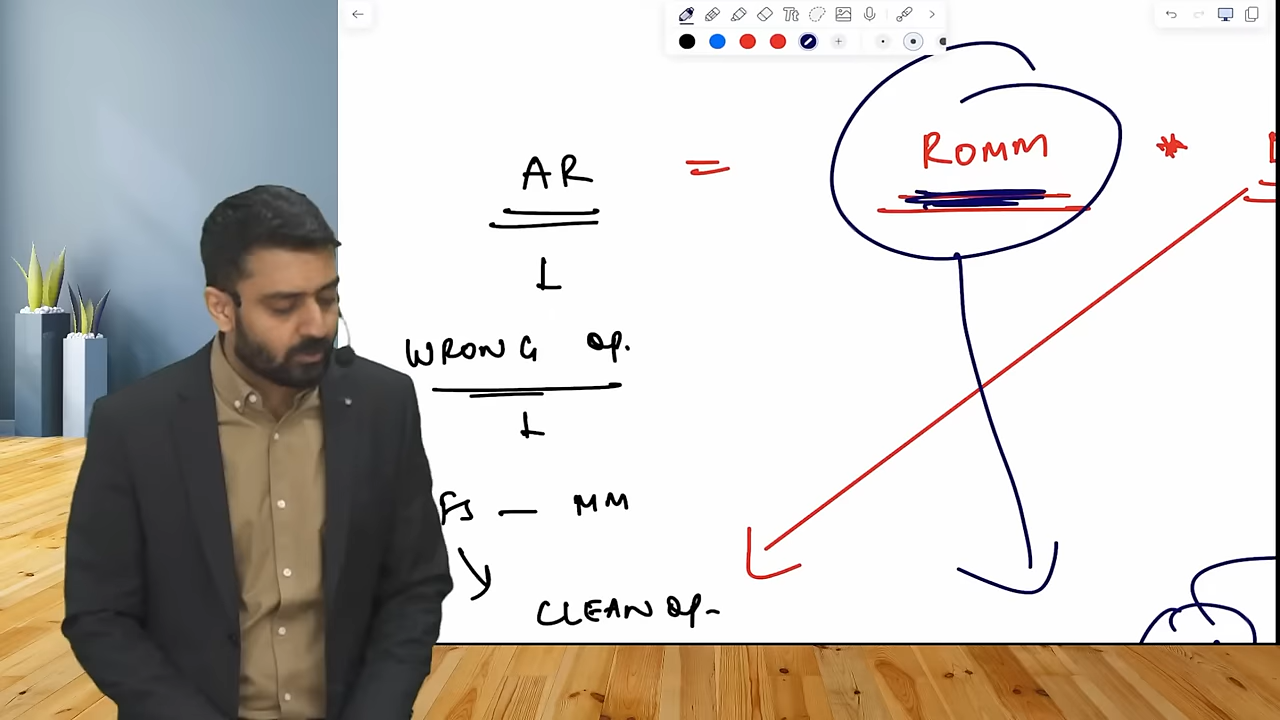 AR = ROMM *
L
WRONG Op.
L
FS — MM
CLEAN Op-